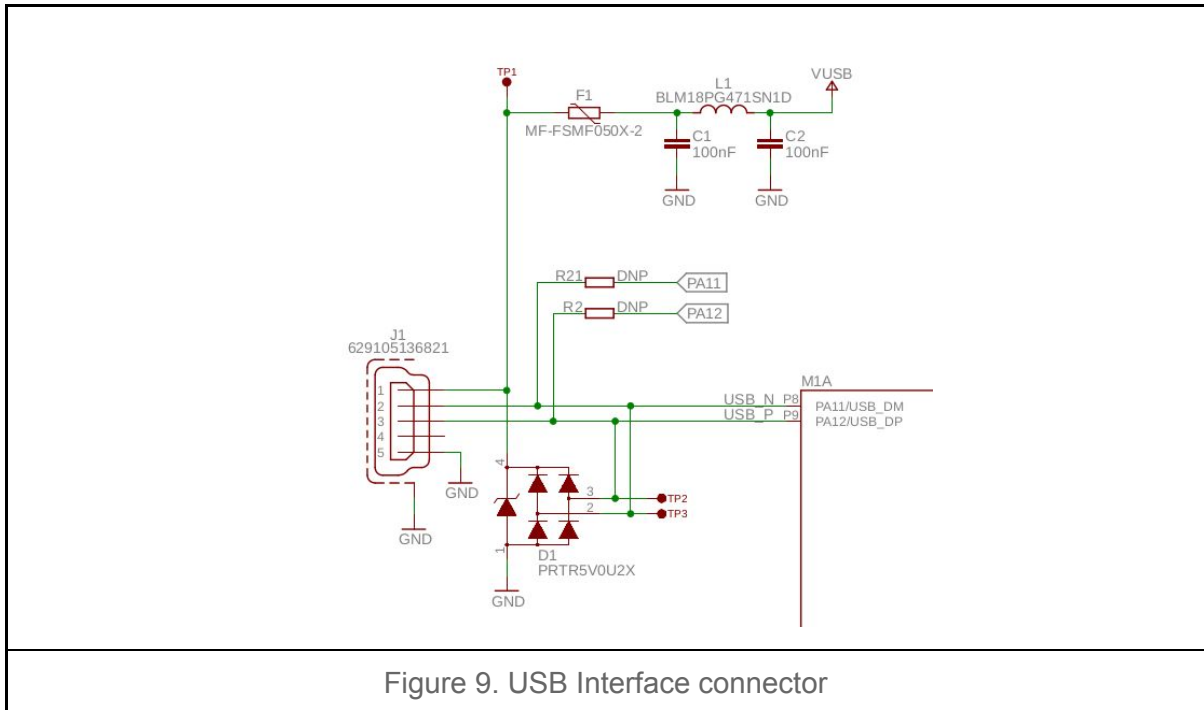 TP1
F1
MF-FSMF050X-2
L1
BLM18PG471SN1D
VUSB
C1
100nF
C2
100nF
GND
GND
R21 DNP PA11
R2 DNP PA12
J1
629105136821
1
2
3
4
5
GND
GND
USB_N P8
USB_P P9
M1A
PA11/USB_DM
PA12/USB_DP
4
3
2
1
TP2
TP3
D1
PRTR5V0U2X
GND
Figure 9. USB Interface connector